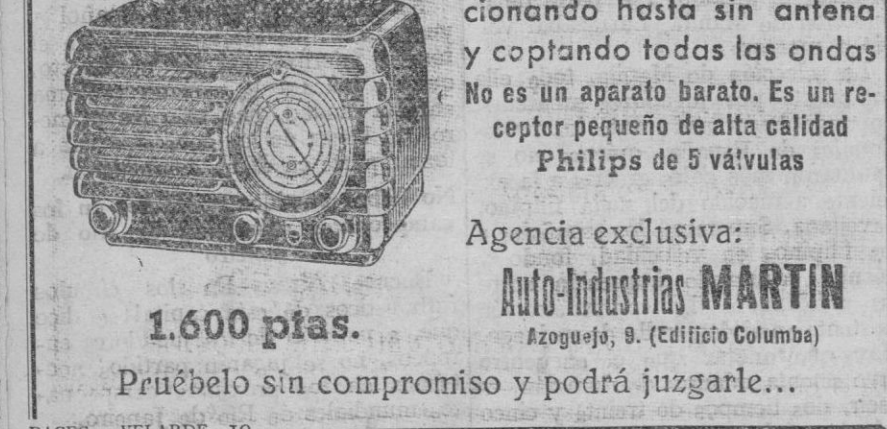 cionando hasta sin antena
y coptando todas las ondas
No es un aparato barato. Es un re-
ceptor pequeño de alta calidad
Philips de 5 válvulas
Agencia exclusiva:
Auto-Industrias MARTIN
Azoguejo, 9. (Edificio Columba)
1.600 ptas.
Pruébelo sin compromiso y podrá juzgarle...